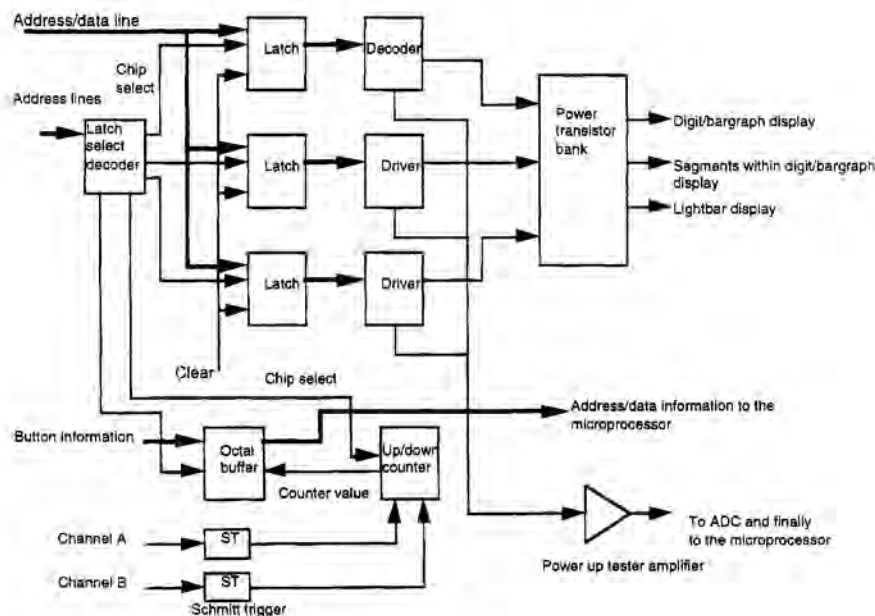 Address/data line
Latch
Decoder
Chip
select
Address lines
Latch
select
decoder
Power
transistor
bank
Digit/bargraph display
Latch
Driver
Segments within digit/bargraph
display
Lightbar display
Latch
Driver
Clear
Chip select
Address/data information to the
microprocessor
Button information
Octal
buffer
Up/down
counter
Counter value
Channel A
ST
To ADC and finally
to the microprocessor
Power up tester amplifier
Channel B
ST
Schmitt trigger